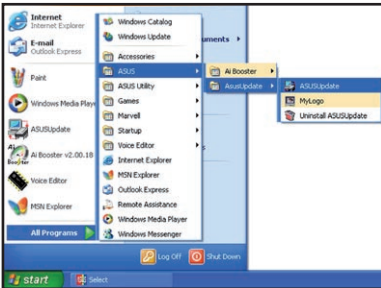 Internet
Internet Explorer
E-mail
Outlook Express
Paint
Windows Media Play
ASUSUpdate
Ai Booster v2.00.18
Voice Editor
MSN Explorer
All Programs
Windows Catalog
Windows Update
Accessories
ASUS
ASUS Utility
Games
Marvell
Startup
Voice Editor
Internet Explorer
MSN Explorer
Outlook Express
Remote Assistance
Windows Media Player
Windows Messenger
uments
s
Ai Booster
AsusUpdate
ASUSUpdate
MyLogo
Uninstall ASUSUpdate
Log Off
Shut Down
start
Select